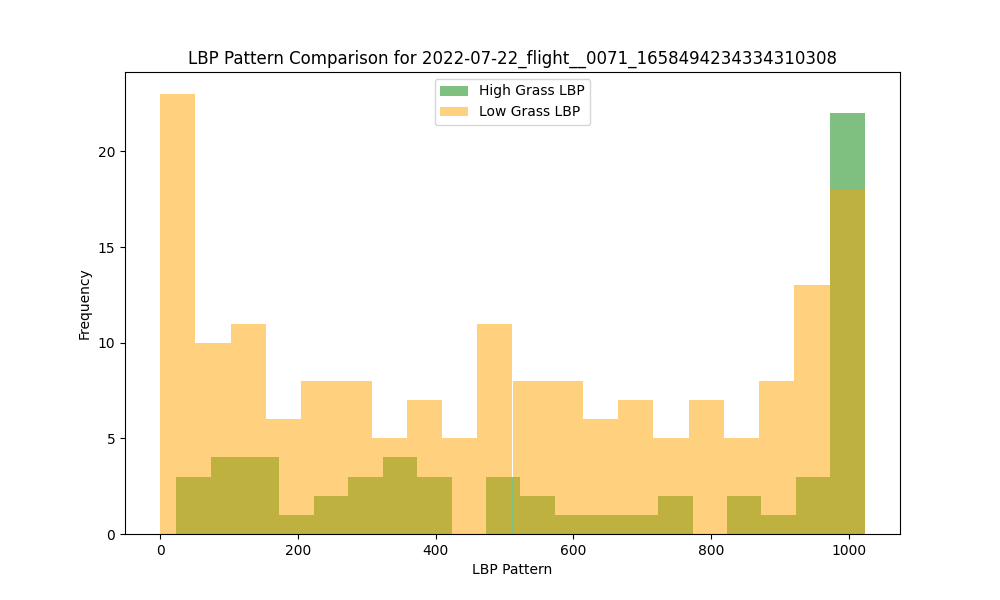 LBP Pattern Comparison for 2022-07-22_flight__0071_1658494234334310308
High Grass LBP
Low Grass LBP
20
15
10
5
0
Frequency
0 200 400 600 800 1000
LBP Pattern